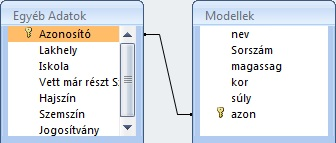 Egyéb Adatok
Azonosító
Lakhely
Iskola
Vett már részt S
Hajszín
Szemszín
Jogosítvány
Modellek
nev
Sorszám
magassag
kor
súly
azon